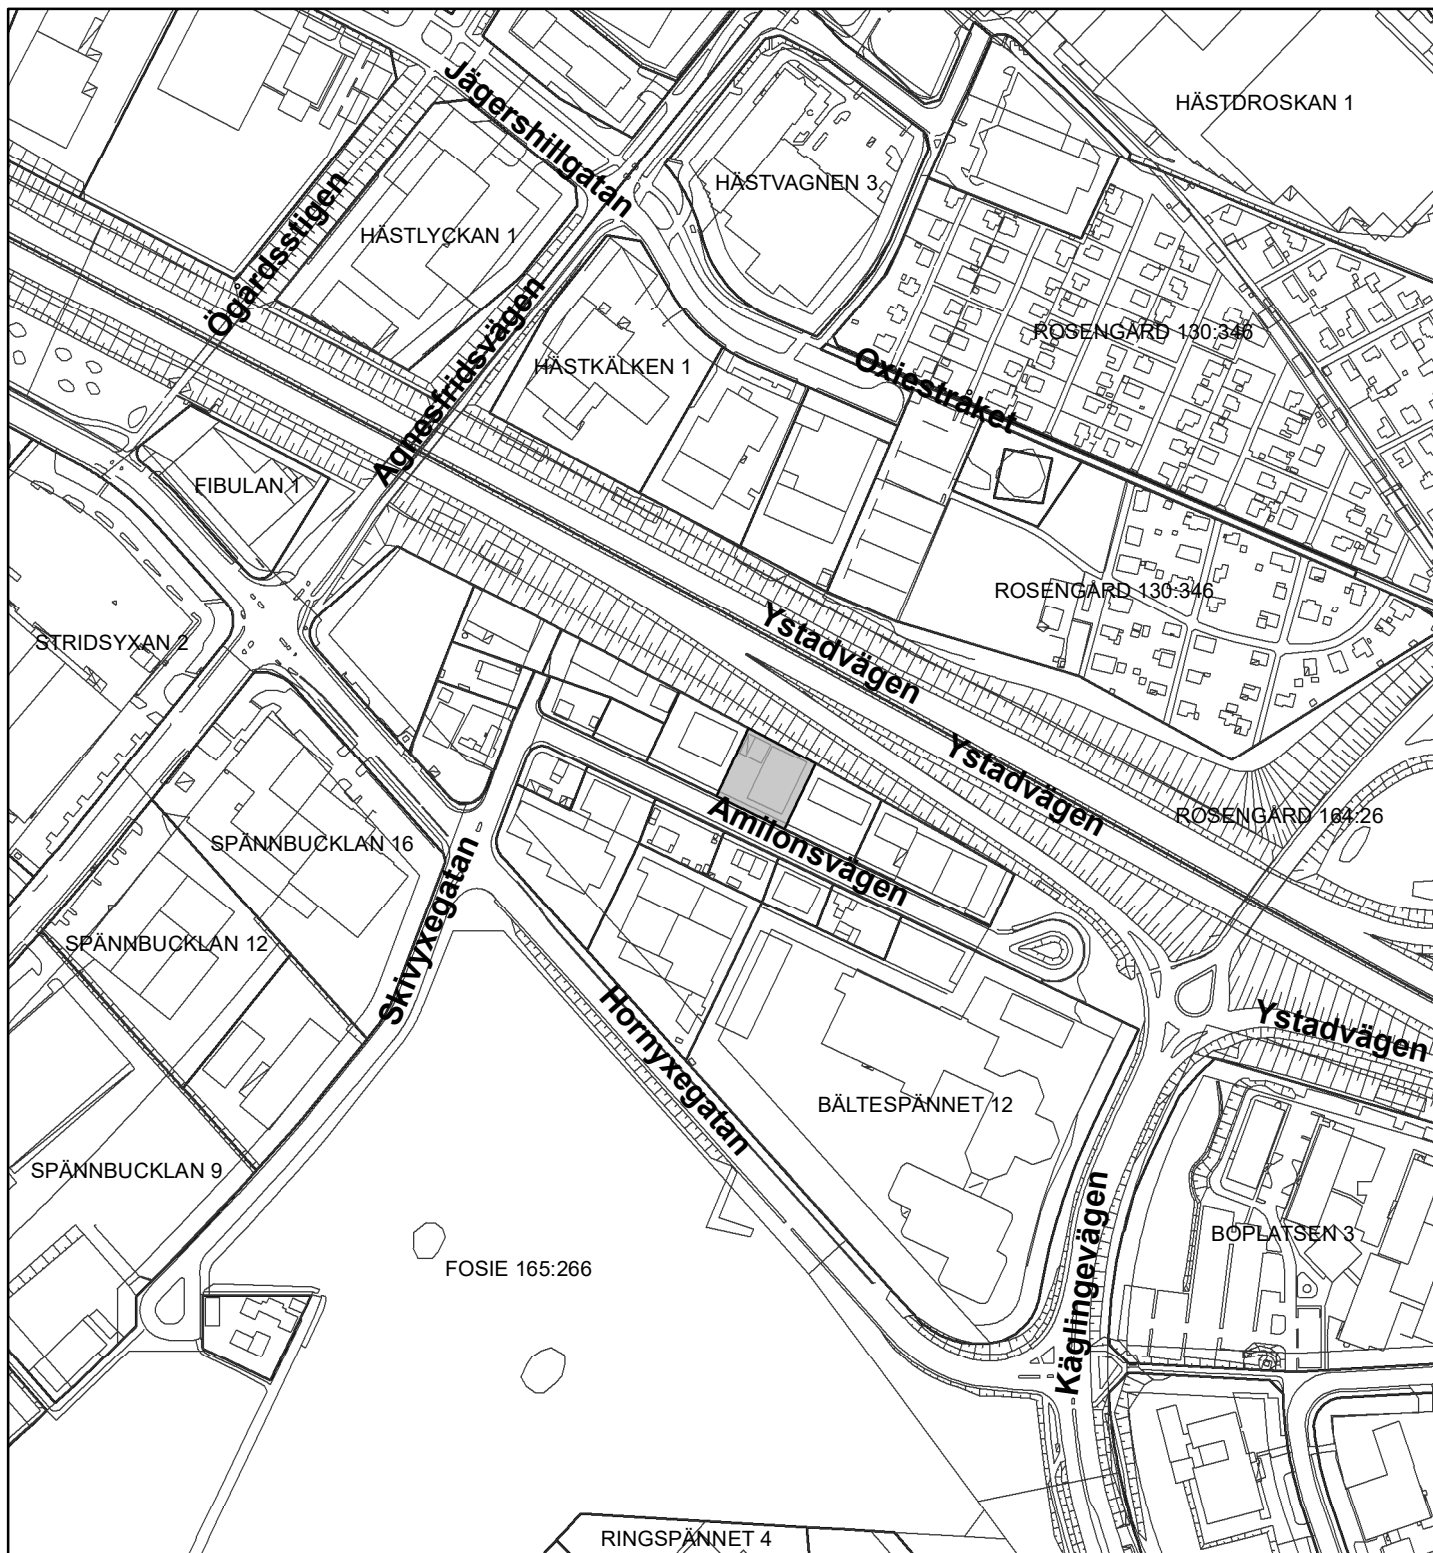 HÄSTDROSKAN 1
Jägershillgatan
HÄSTVAGNEN 3
HÄSTLYCKAN 1
Ögårdsstigen
Agnesfridsvägen
ROSENGÅRD 130:346
HÄSTKÄLKEN 1
Oxiestråket
FIBULAN 1
ROSENGÅRD 130:346
STRIDSYXAN 2
Ystadvägen
Ystadvägen
ROSENGÅRD 164:26
SPÄNNBUCKLAN 16
Amilonsvägen
Skivyxegatan
SPÄNNBUCKLAN 12
Ystadvägen
Hornyxegatan
BÄLTESPÄNNET 12
SPÄNNBUCKLAN 9
BOPLATSEN 3
FOSIE 165:266
Käglingevägen
RINGSPÄNNET 4